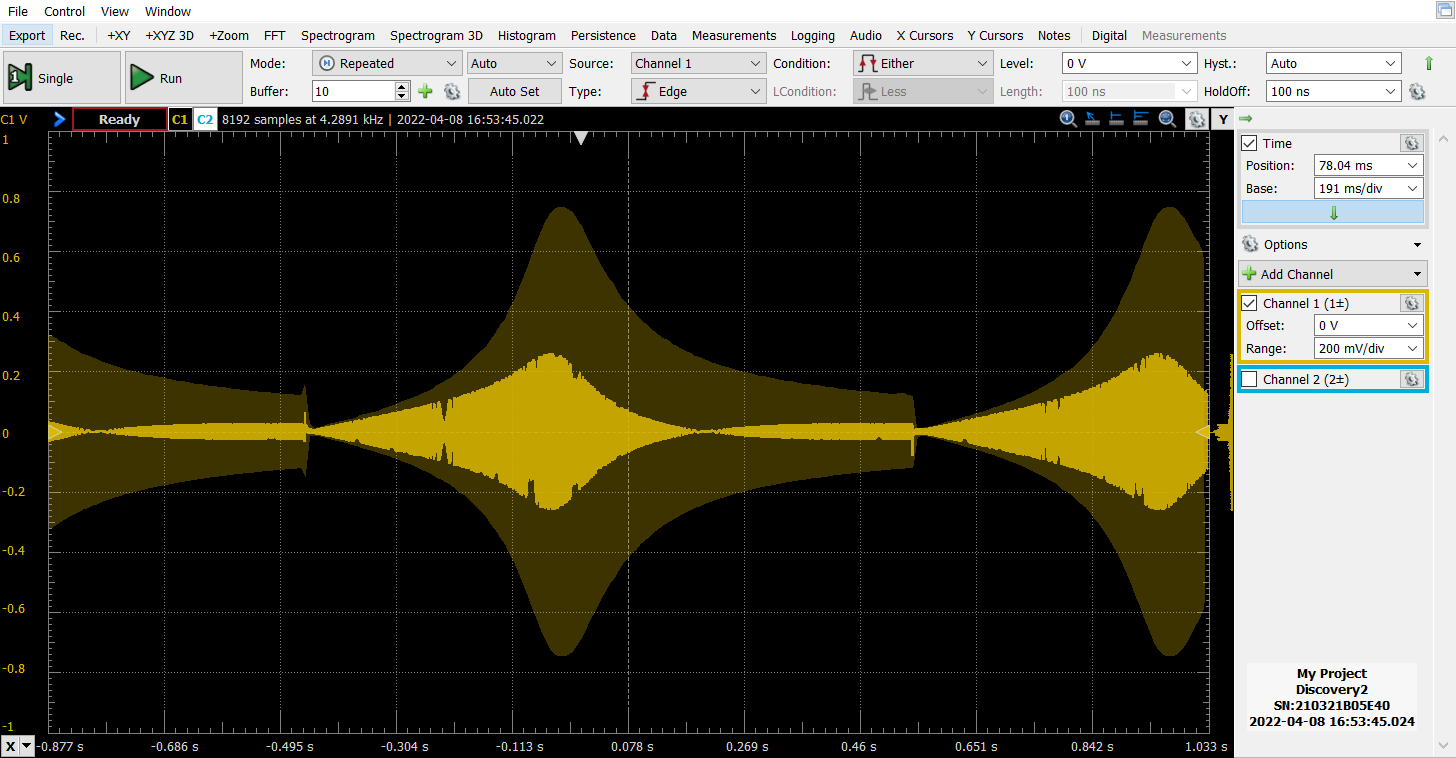 File Control View Window
Export Rec. +XY +XYZ 3D +Zoom FFT Spectrogram Spectrogram 3D Histogram Persistence Data Measurements Logging Audio X Cursors Y Cursors Notes Digital Measurements
1 Single Run Mode: Repeated Auto Source: Channel 1 Condition: Either Level: 0 V Hyst.: Auto
Buffer: 10 Auto Set Type: Edge LCondition: Less Length: 100 ns HoldOff: 100 ns
C1 V Ready C1 C2 8192 samples at 4.2891 kHz | 2022-04-08 16:53:45.022 Y
1
0.8
0.6
0.4
0.2
0
-0.2
-0.4
-0.6
-0.8
-1
X -0.877 s -0.686 s -0.495 s -0.304 s -0.113 s 0.078 s 0.269 s 0.46 s 0.651 s 0.842 s 1.033 s
Time
Position: 78.04 ms
Base: 191 ms/div
Options
Add Channel
Channel 1 (1±)
Offset: 0 V
Range: 200 mV/div
Channel 2 (2±)
My Project
Discovery2
SN:210321B05E40
2022-04-08 16:53:45.024